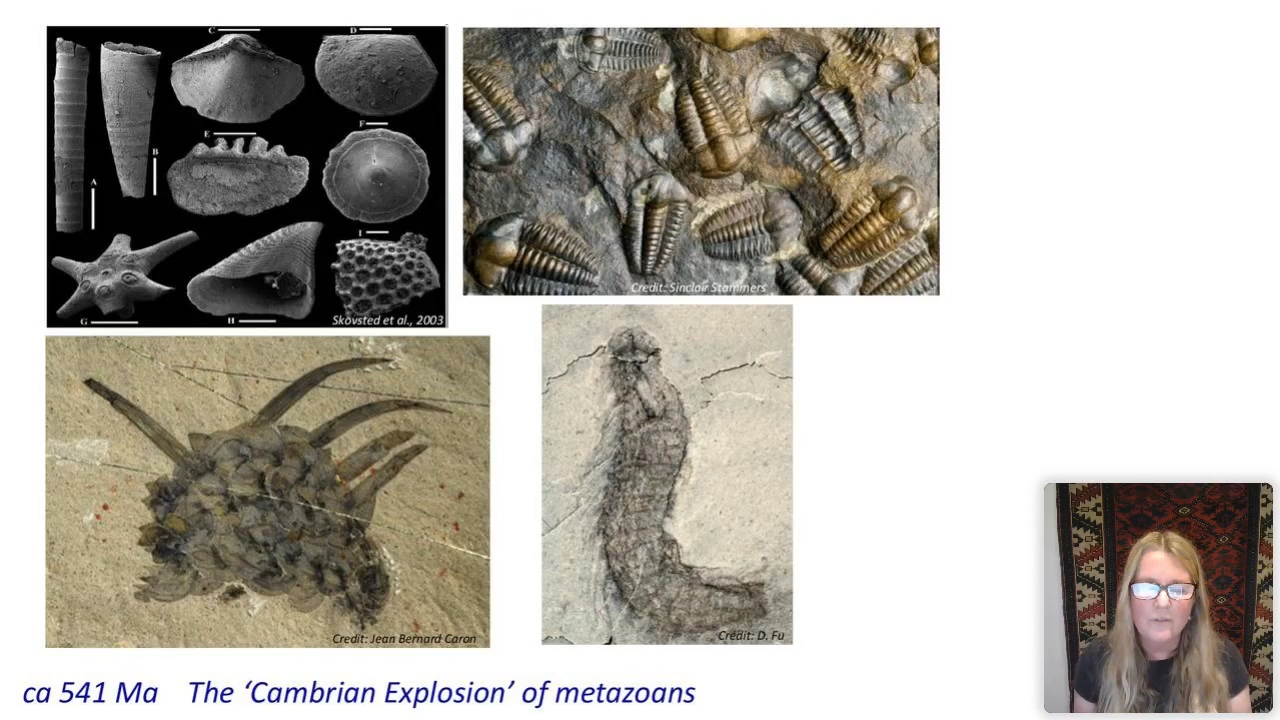 C
D
E
F
B
A
I
G
H
Skovsted et al., 2003
Credit: Sinclair Stammers
Credit: Jean Bernard Caron
Credit: D. Fu
ca 541 Ma The ‘Cambrian Explosion’ of metazoans